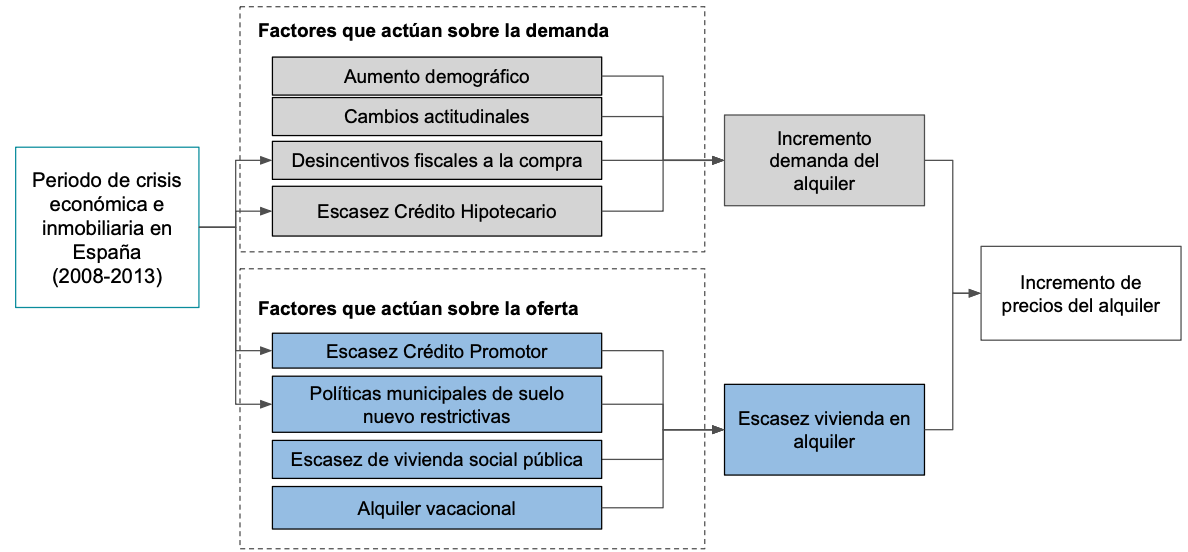 Periodo de crisis
económica e
inmobiliaria en
España
(2008-2013)
Factores que actúan sobre la demanda
Aumento demográfico
Cambios actitudinales
Desincentivos fiscales a la compra
Escasez Crédito Hipotecario
Factores que actúan sobre la oferta
Escasez Crédito Promotor
Políticas municipales de suelo
nuevo restrictivas
Escasez de vivienda social pública
Alquiler vacacional
Incremento
demanda del
alquiler
Escasez vivienda en
alquiler
Incremento de
precios del alquiler